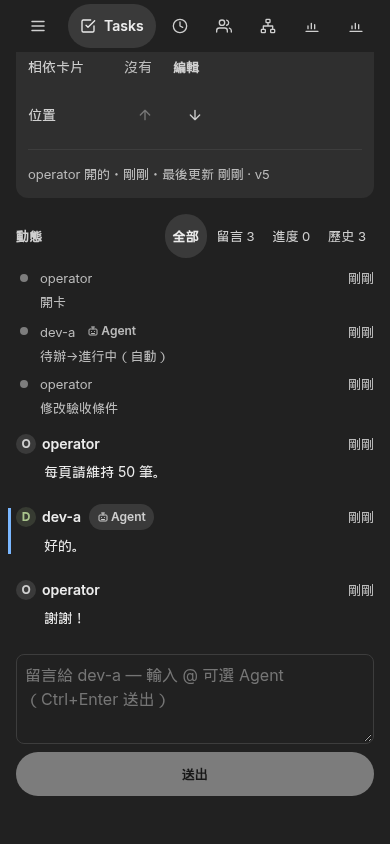 Tasks
相依卡片 沒有 編輯
位置 ↑ ↓
operator 開的・剛剛・最後更新 剛剛 · v5
動態 全部 留言 3 進度 0 歷史 3
operator 剛剛
開卡
dev-a Agent 剛剛
待辦→進行中（自動）
operator 剛剛
修改驗收條件
O operator 剛剛
每頁請維持 50 筆。
D dev-a Agent 剛剛
好的。
O operator 剛剛
謝謝！
留言給 dev-a — 輸入 @ 可選 Agent
（Ctrl+Enter 送出）
送出